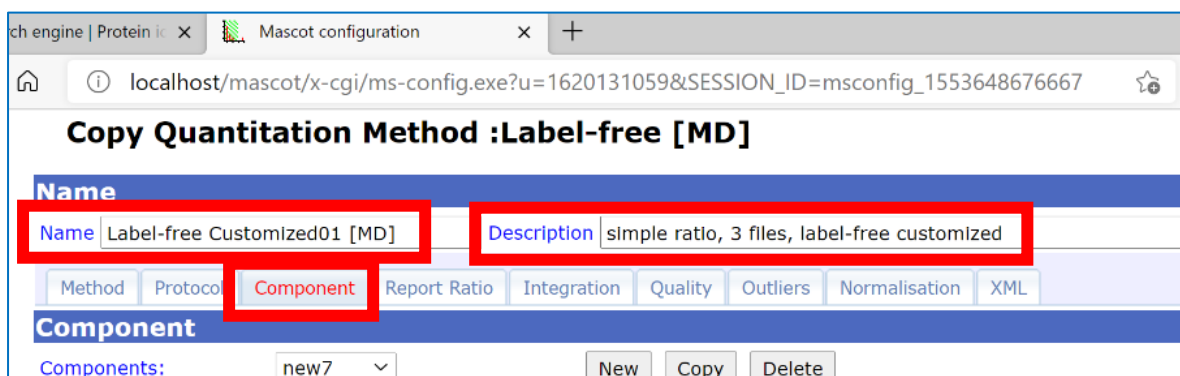 rch engine | Protein ic Mascot configuration
localhost/mascot/x-cgi/ms-config.exe?u=1620131059&SESSION_ID=msconfig_1553648676667
Copy Quantitation Method :Label-free [MD]
Name
Name Label-free Customized01 [MD] Description simple ratio, 3 files, label-free customized
Method Protocol Component Report Ratio Integration Quality Outliers Normalisation XML
Component
Components: new7 New Copy Delete